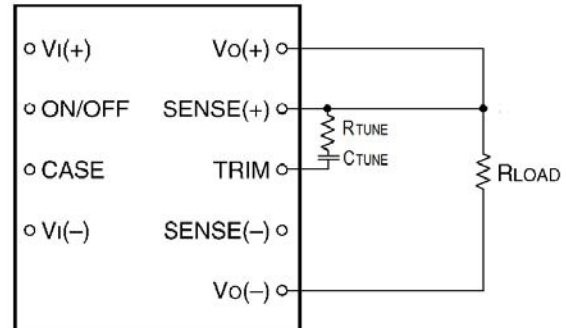 VI(+) VO(+)
ON/OFF SENSE(+)
RTUNE
CTUNE
CASE TRIM
RLOAD
VI(–) SENSE(–)
VO(–)